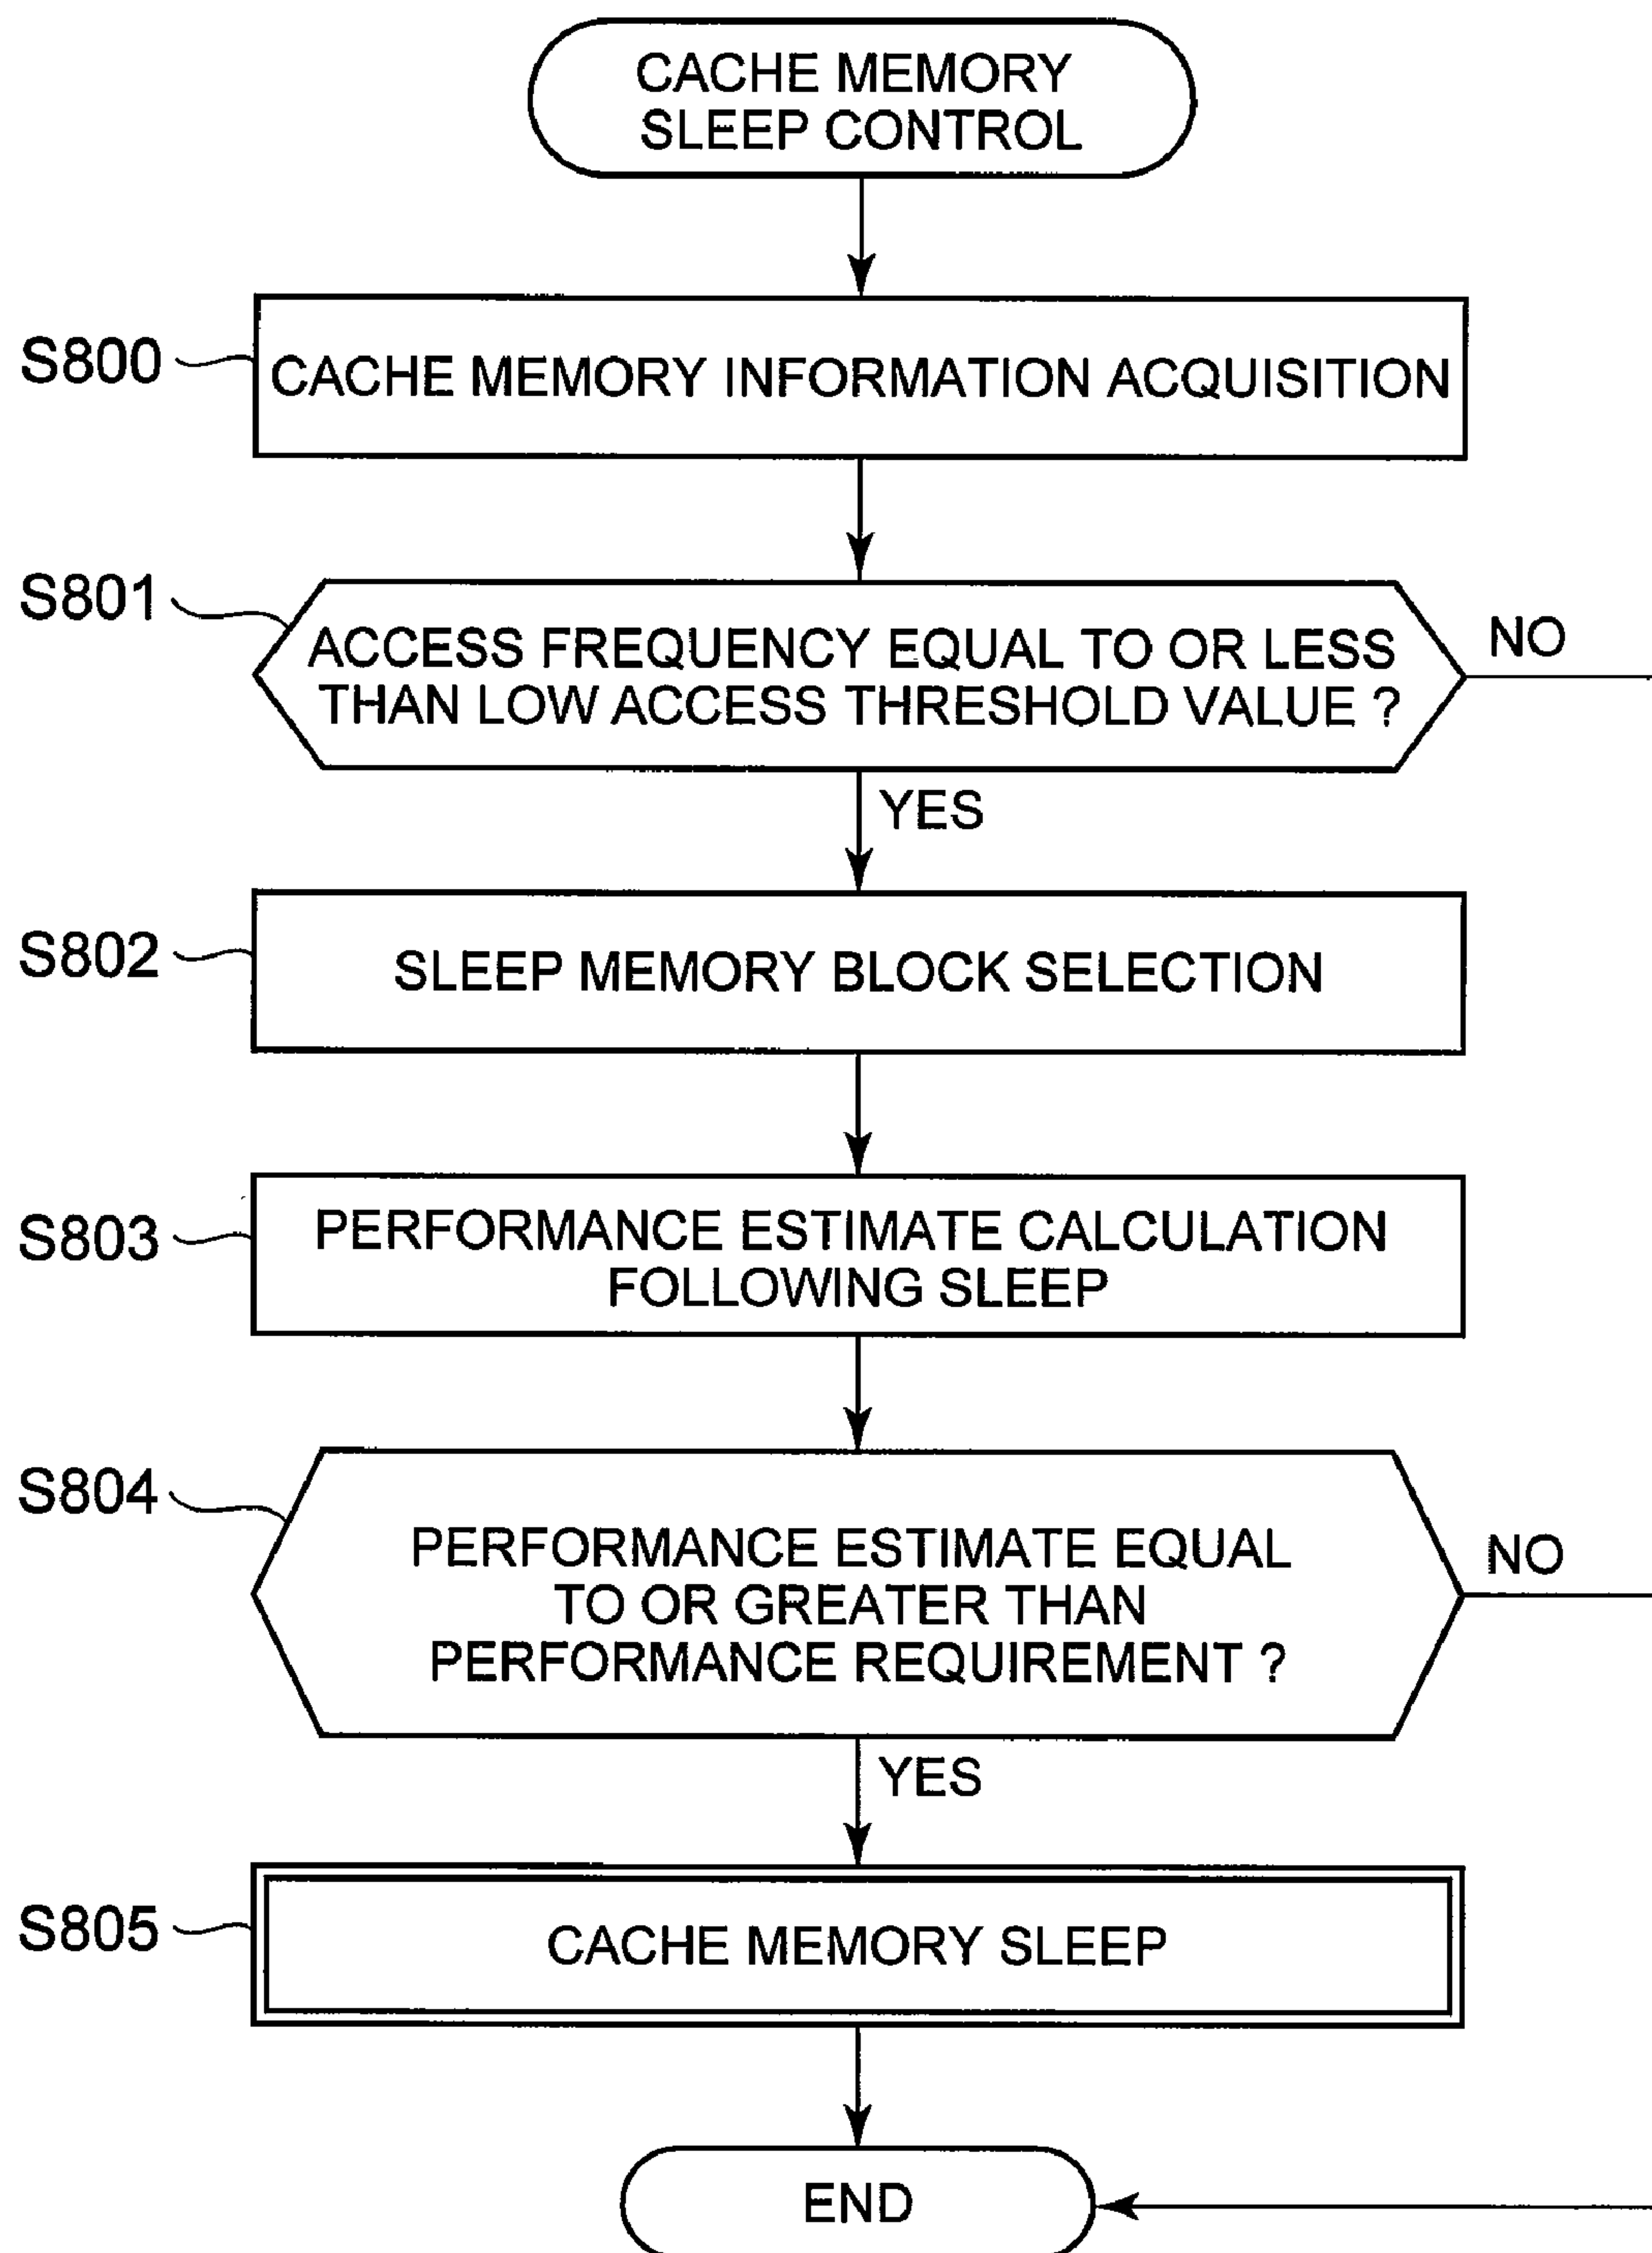 CACHE MEMORY
SLEEP CONTROL
S800
CACHE MEMORY INFORMATION ACQUISITION
S801
ACCESS FREQUENCY EQUAL TO OR LESS
THAN LOW ACCESS THRESHOLD VALUE ?
NO
YES
S802
SLEEP MEMORY BLOCK SELECTION
S803
PERFORMANCE ESTIMATE CALCULATION
FOLLOWING SLEEP
S804
PERFORMANCE ESTIMATE EQUAL
TO OR GREATER THAN
PERFORMANCE REQUIREMENT ?
NO
YES
S805
CACHE MEMORY SLEEP
END